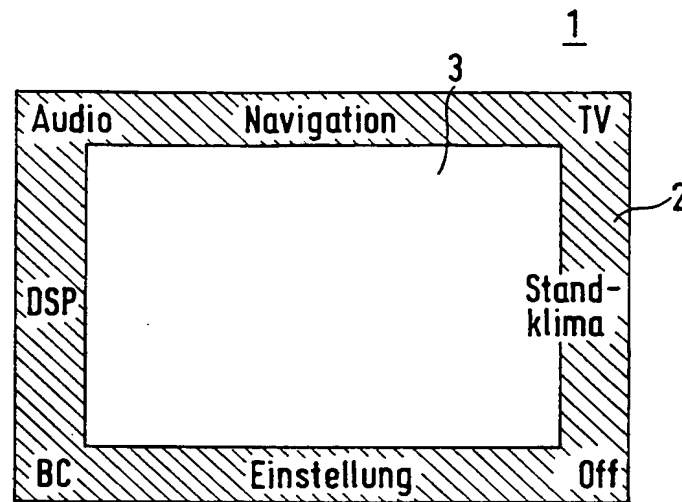 1
3
Audio Navigation TV
2
DSP
Stand-
klima
BC Einstellung Off